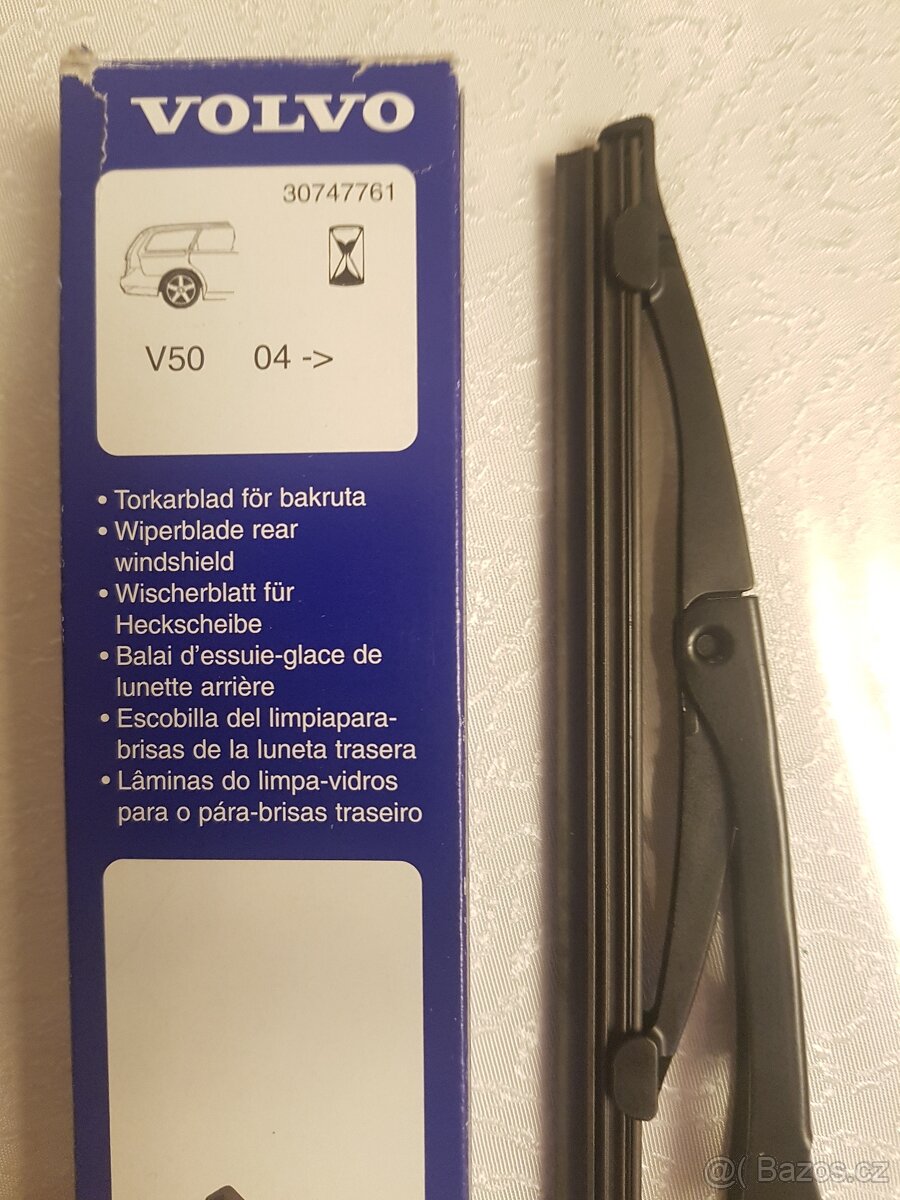 VOLVO
30747761
V50 04 ->
• Torkarblad för bakruta
• Wiperblade rear
windshield
• Wischerblatt für
Heckscheibe
• Balai d'essuie-glace de
lunette arrière
• Escobilla del limpiapara-
brisas de la luneta trasera
• Lâminas do limpa-vidros
para o pára-brisas traseiro
@( Bazos.cz